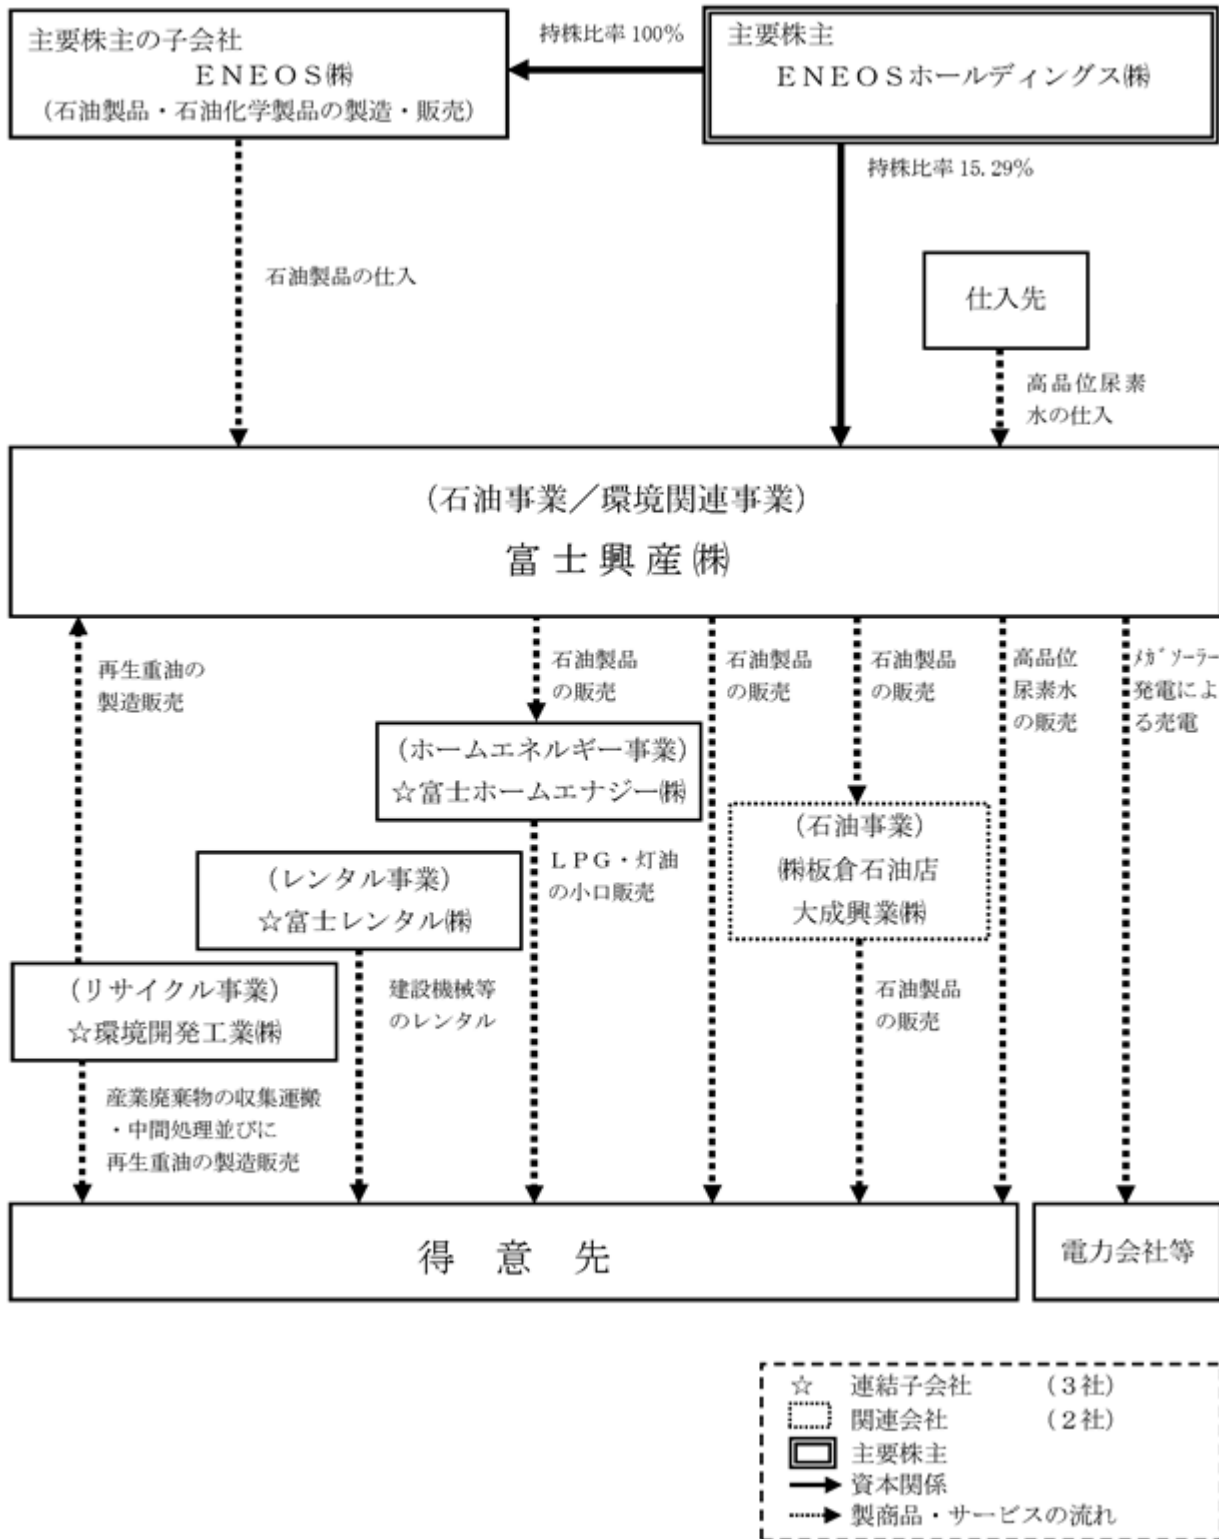 主要株主の子会社
ENEOS㈱
(石油製品・石油化学製品の製造・販売)
持株比率 100%
主要株主
ENEOSホールディングス㈱
持株比率 15.29%
石油製品の仕入
仕入先
高品位尿素
水の仕入
(石油事業／環境関連事業)
富士興産㈱
再生重油の
製造販売
石油製品
の販売
石油製品
の販売
石油製品
の販売
高品位
尿素水
の販売
ﾒｶﾞｿｰﾗｰ
発電によ
る売電
(ホームエネルギー事業)
☆富士ホームエナジー㈱
(石油事業)
㈱板倉石油店
大成興業㈱
LPG・灯油
の小口販売
(レンタル事業)
☆富士レンタル㈱
(リサイクル事業)
☆環境開発工業㈱
建設機械等
のレンタル
石油製品
の販売
産業廃棄物の収集運搬
・中間処理並びに
再生重油の製造販売
得意先
電力会社等
☆ 連結子会社 (3社)
関連会社 (2社)
主要株主
資本関係
製商品・サービスの流れ